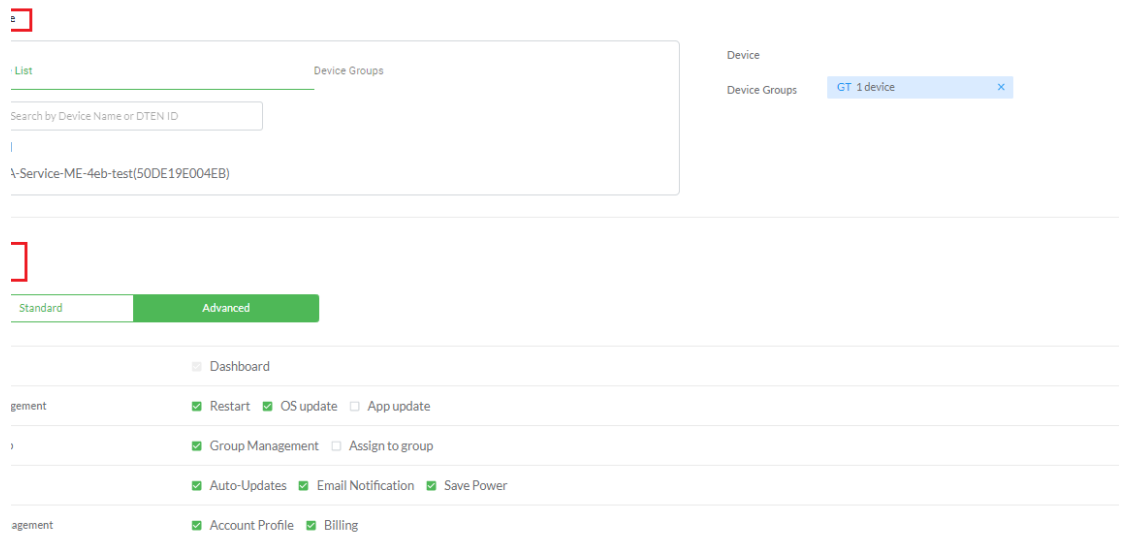 e
List
Device Groups
Search by Device Name or DTEN ID
A-Service-ME-4eb-test(50DE19E004EB)
Device
Device Groups GT 1 device ×
Standard Advanced
Dashboard
gement Restart OS update App update
Group Management Assign to group
Auto-Updates Email Notification Save Power
agement Account Profile Billing